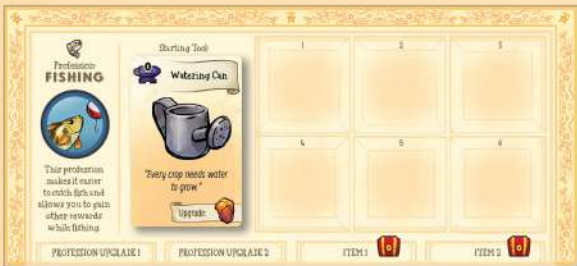 Profession:
FISHING
This profession
makes it easier
to catch fish and
allows you to gain
other rewards
while fishing
Starting Tool:
0
Watering Can
"Every crop needs water
to grow."
Upgrade:
1
2
3
4
5
6
PROFESSION UPGRADE 1
PROFESSION UPGRADE 2
ITEM 1
ITEM 2